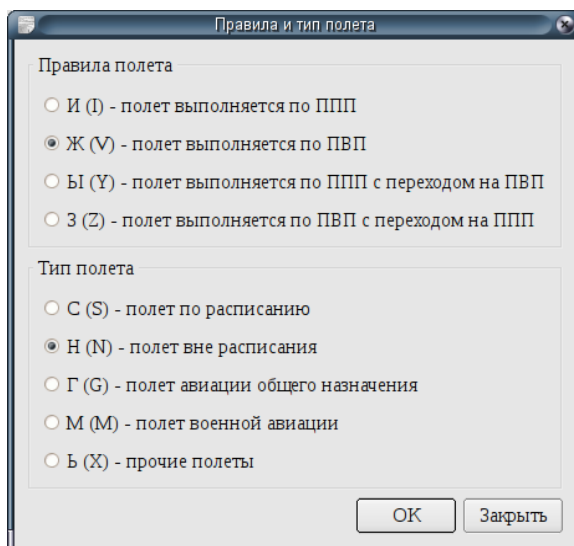 Правила и тип полета
Правила полета
И (I) - полет выполняется по ППП
Ж (V) - полет выполняется по ПВП
Ы (Y) - полет выполняется по ППП с переходом на ПВП
З (Z) - полет выполняется по ПВП с переходом на ППП
Тип полета
С (S) - полет по расписанию
Н (N) - полет вне расписания
Г (G) - полет авиации общего назначения
М (M) - полет военной авиации
Ь (X) - прочие полеты
ОК
Закрыть